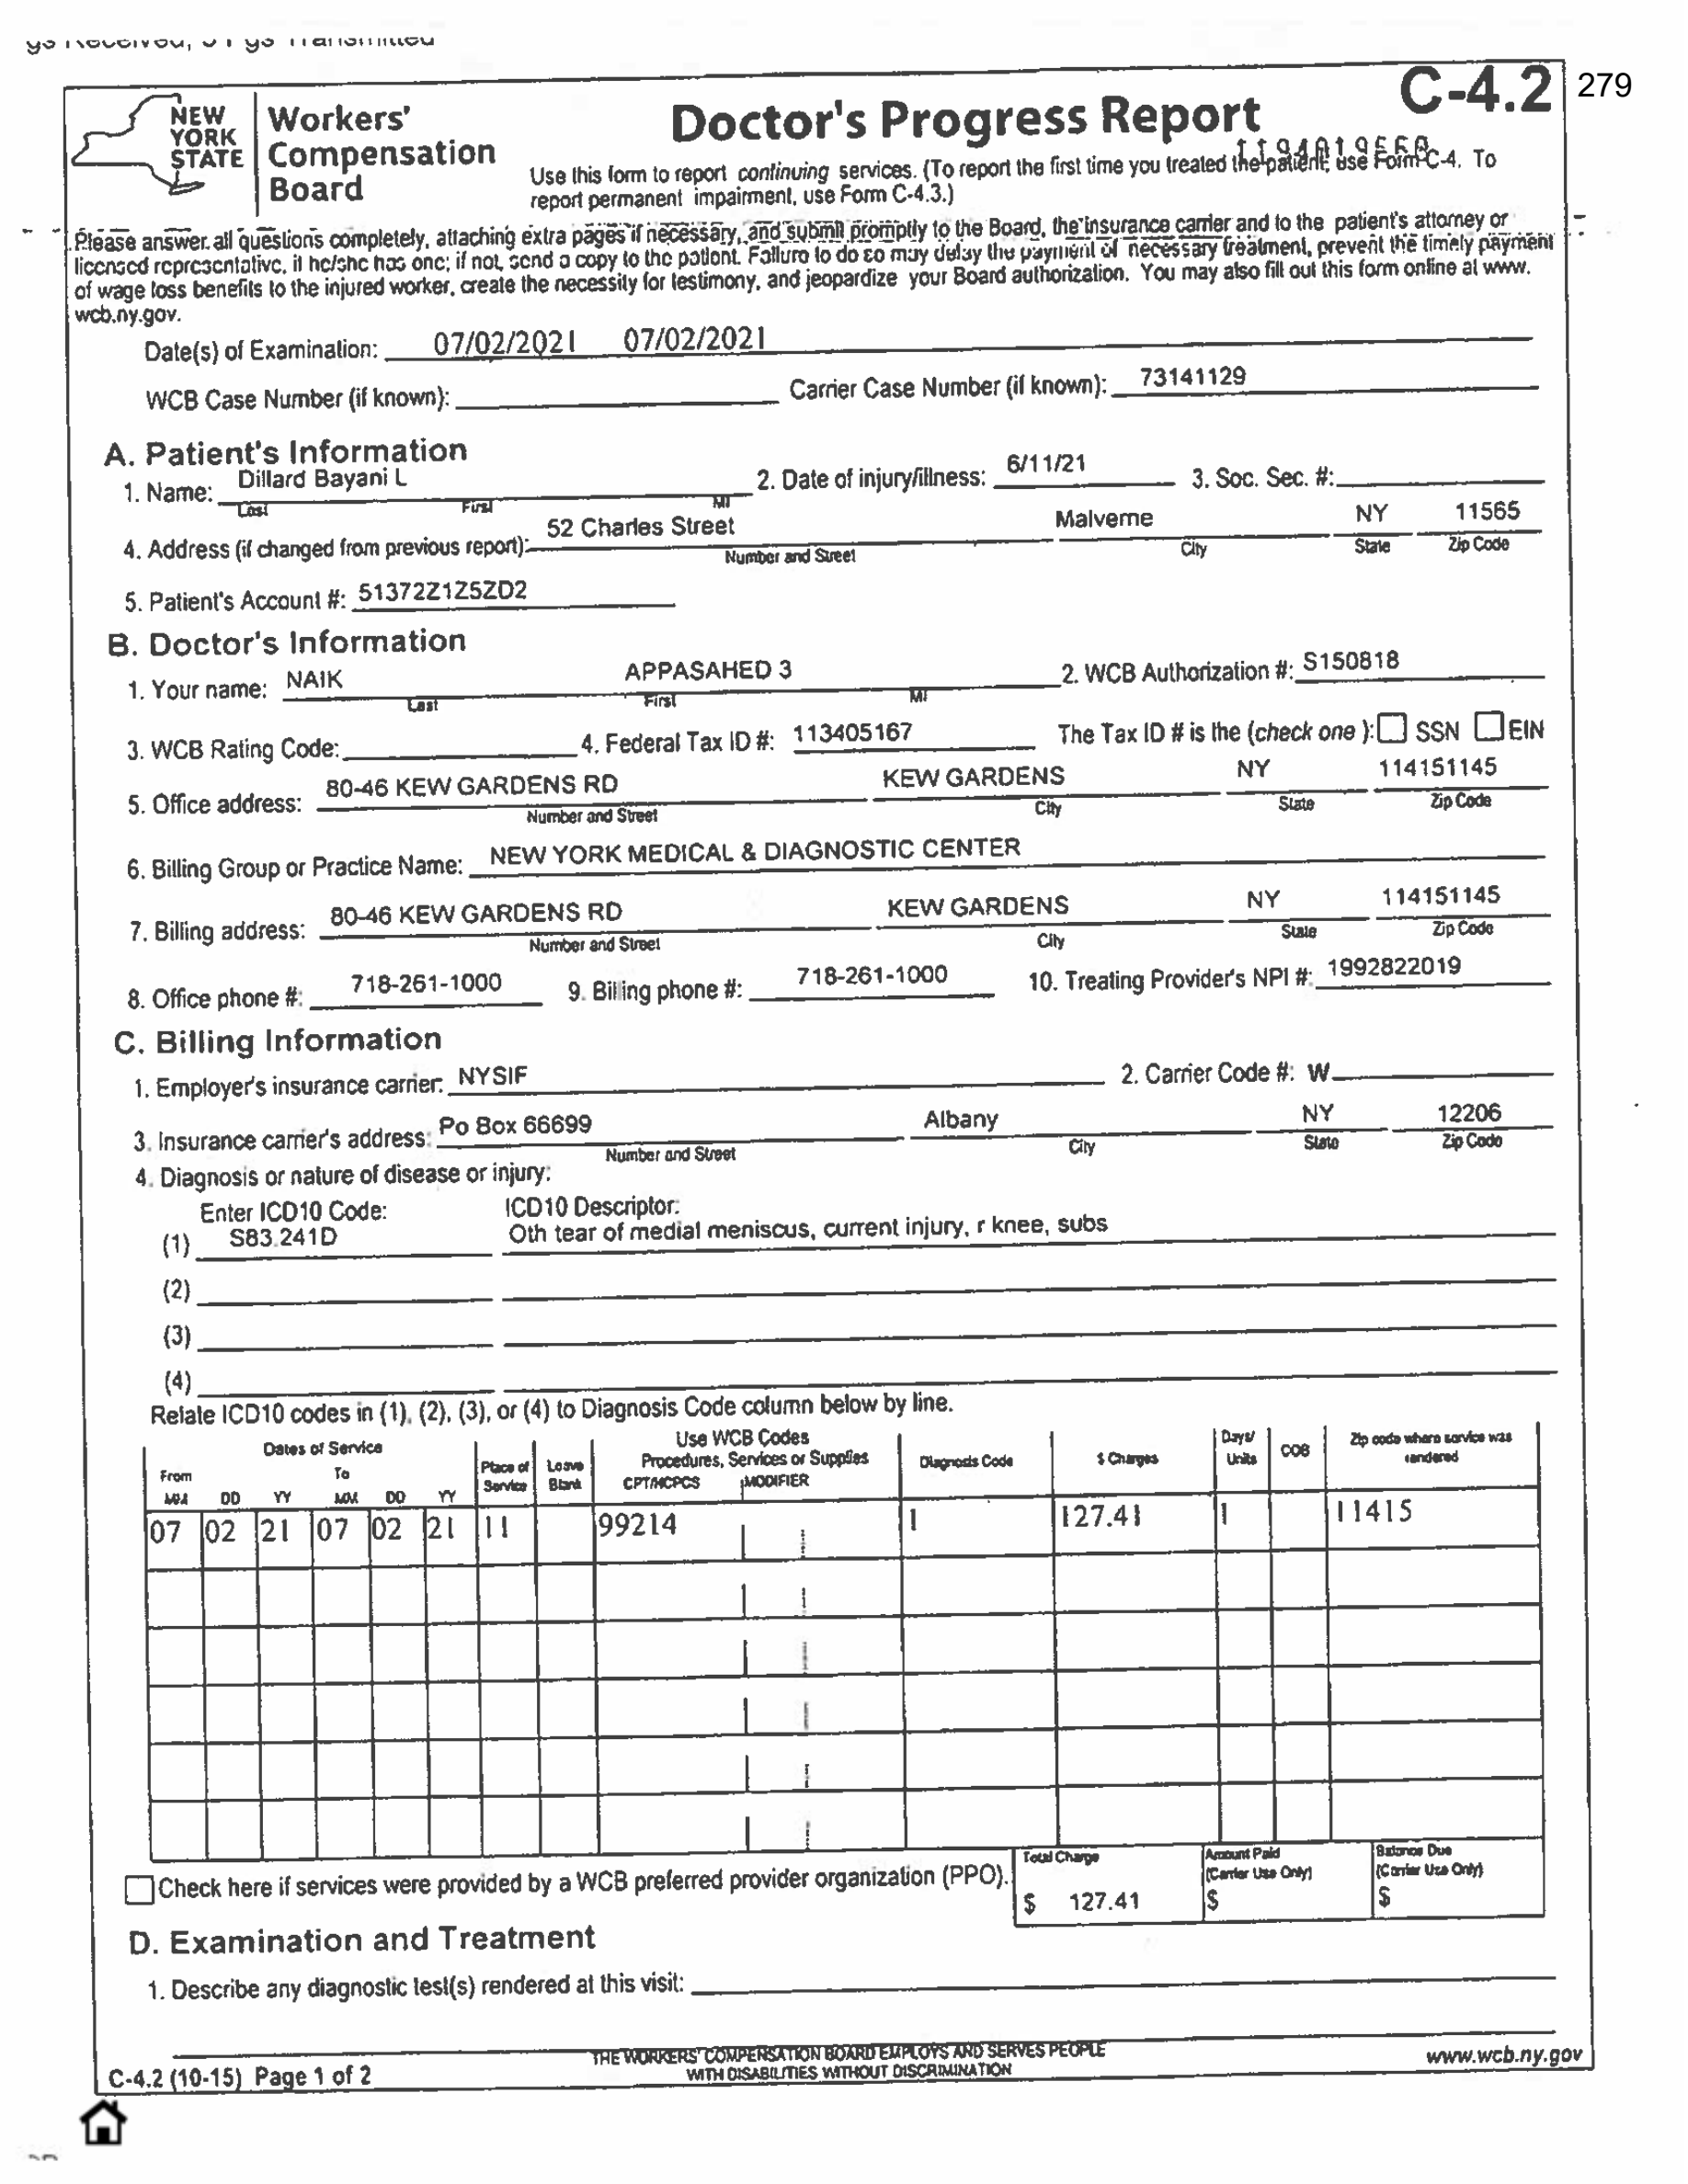 C-4.2 279
NEW YORK STATE Workers' Compensation Board
Doctor's Progress Report
Use this form to report continuing services. (To report the first time you treated the patient, use Form C-4. To
report permanent impairment, use Form C-4.3.)
Please answer all questions completely, attaching extra pages if necessary, and submit promptly to the Board, the insurance carrier and to the patient's attorney or
licensed representative, if he/she has one; if not, send a copy to the patient. Failure to do so may delay the payment of necessary treatment, prevent the timely payment
of wage loss benefits to the injured worker, create the necessity for testimony, and jeopardize your Board authorization. You may also fill out this form online at www.
wcb.ny.gov.
Date(s) of Examination: 07/02/2021 07/02/2021
WCB Case Number (if known): Carrier Case Number (if known): 73141129
A. Patient's Information
1. Name: Dillard Bayani L 2. Date of injury/illness: 6/11/21 3. Soc. Sec. #:
Last First MI
4. Address (if changed from previous report): 52 Charles Street Malverne NY 11565
Number and Street City State Zip Code
5. Patient's Account #: 51372Z1Z5ZD2
B. Doctor's Information
1. Your name: NAIK APPASAHED 3 2. WCB Authorization #: S150818
Last First MI
3. WCB Rating Code: 4. Federal Tax ID #: 113405167 The Tax ID # is the (check one ): SSN EIN
5. Office address: 80-46 KEW GARDENS RD KEW GARDENS NY 114151145
Number and Street City State Zip Code
6. Billing Group or Practice Name: NEW YORK MEDICAL & DIAGNOSTIC CENTER
7. Billing address: 80-46 KEW GARDENS RD KEW GARDENS NY 114151145
Number and Street City State Zip Code
8. Office phone #: 718-261-1000 9. Billing phone #: 718-261-1000 10. Treating Provider's NPI #: 1992822019
C. Billing Information
1. Employer's insurance carrier: NYSIF 2. Carrier Code #: W
3. Insurance carrier's address: Po Box 66699 Albany NY 12206
Number and Street City State Zip Code
4. Diagnosis or nature of disease or injury:
Enter ICD10 Code: ICD10 Descriptor:
(1) S83.241D Oth tear of medial meniscus, current injury, r knee, subs
(2)
(3)
(4)
Relate ICD10 codes in (1), (2), (3), or (4) to Diagnosis Code column below by line.
Dates of Service Use WCB Codes
From To Place of Service Leave Blank Procedures, Services or Supplies Diagnosis Code $ Charges Days/ Units COB Zip code where service was rendered
MM DD YY MM DD YY CPT/HCPCS MODIFIER
07 02 21 07 02 21 11 99214 1 127.41 1 11415
Check here if services were provided by a WCB preferred provider organization (PPO).
Total Charge Amount Paid (Carrier Use Only) Balance Due (Carrier Use Only)
$ 127.41 $ $
D. Examination and Treatment
1. Describe any diagnostic test(s) rendered at this visit:
THE WORKERS' COMPENSATION BOARD EMPLOYS AND SERVES PEOPLE
WITH DISABILITIES WITHOUT DISCRIMINATION
C-4.2 (10-15) Page 1 of 2 www.wcb.ny.gov